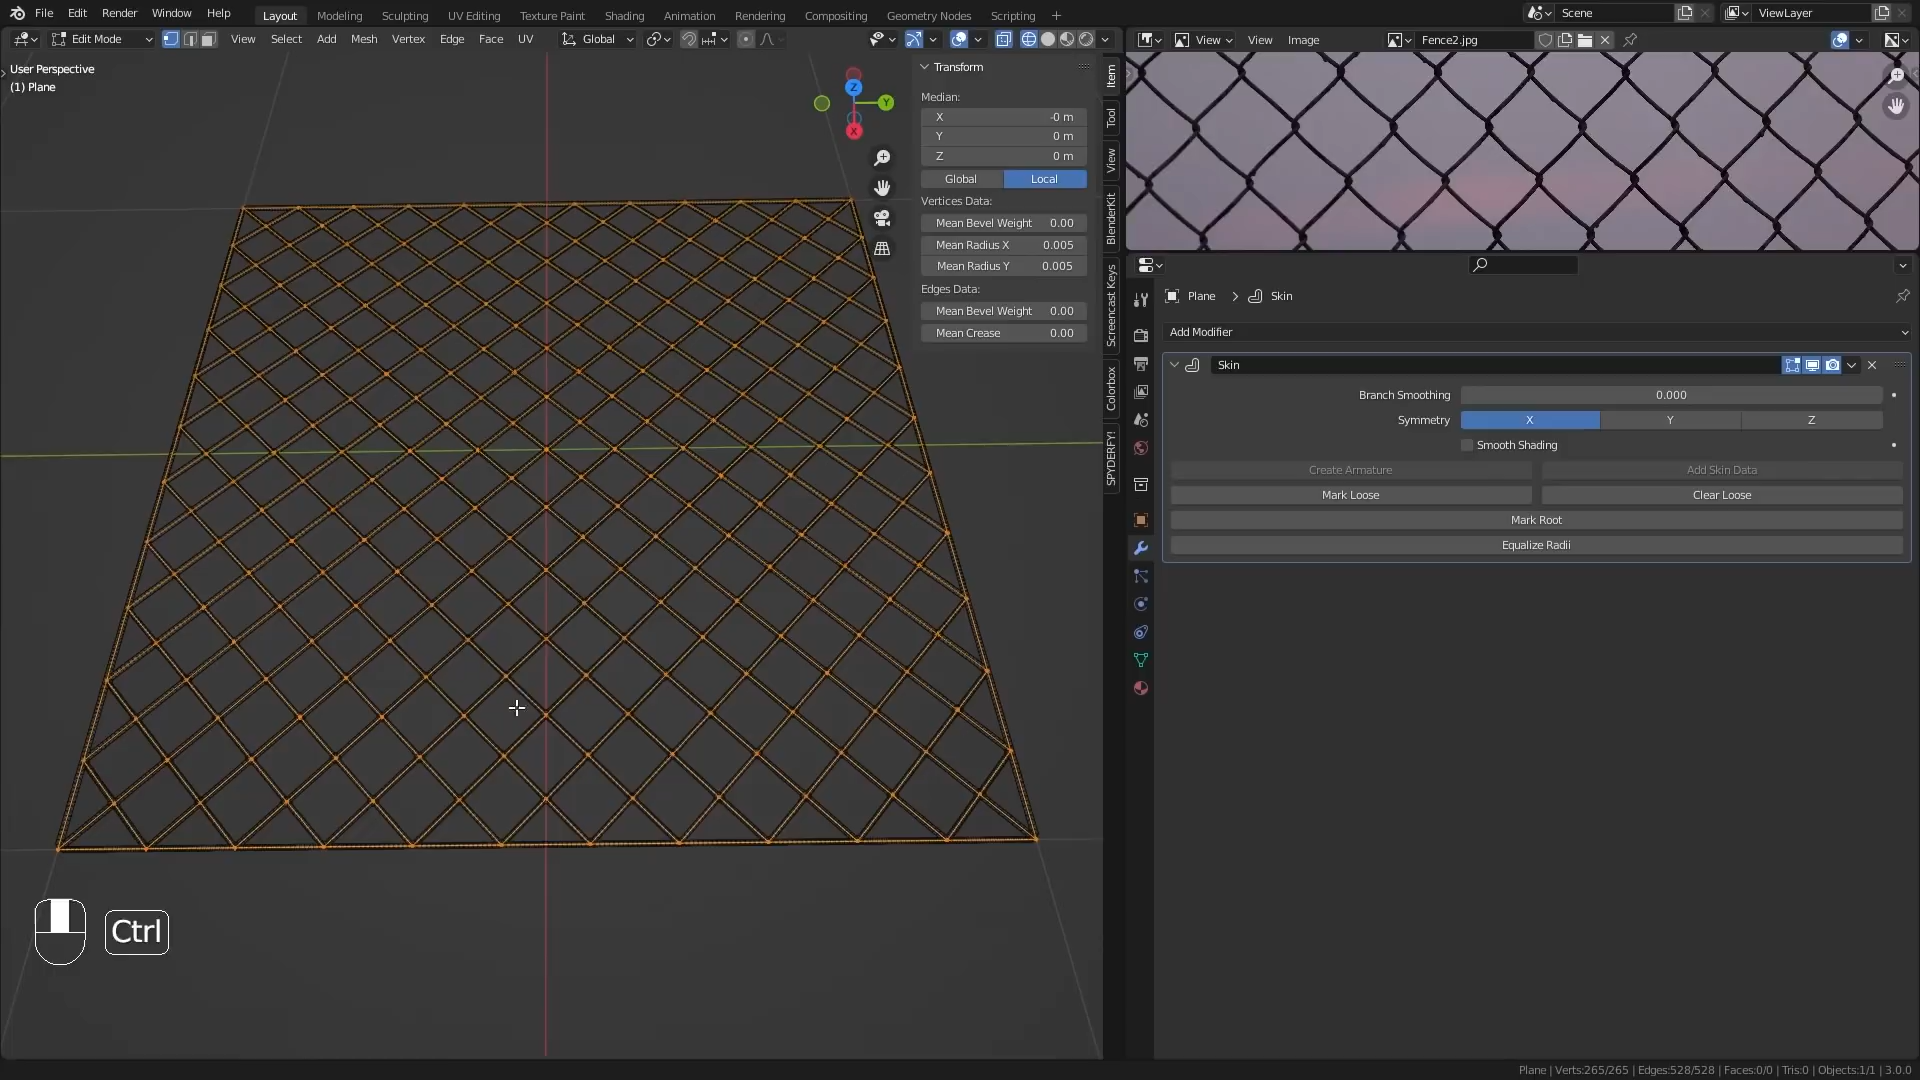 File Edit Render Window Help Layout Modeling Sculpting UV Editing Texture Paint Shading Animation Rendering Compositing Geometry Nodes Scripting + Scene ViewLayer
Edit Mode View Select Add Mesh Vertex Edge Face UV Global View View Image Fence2.jpg
User Perspective
(1) Plane
Z
Y
X
Transform
Median:
X -0 m
Y 0 m
Z 0 m
Global Local
Vertices Data:
Mean Bevel Weight 0.00
Mean Radius X 0.005
Mean Radius Y 0.005
Edges Data:
Mean Bevel Weight 0.00
Mean Crease 0.00
Item
Tool
View
BlenderKit
Screencast Keys
Colorbox
SPYDERFY!
Plane > Skin
Add Modifier
Skin
Branch Smoothing 0.000
Symmetry X Y Z
Smooth Shading
Create Armature Add Skin Data
Mark Loose Clear Loose
Mark Root
Equalize Radii
Ctrl
Plane | Verts:265/265 | Edges:528/528 | Faces:0/0 | Tris:0 | Objects:1/1 | 3.0.0